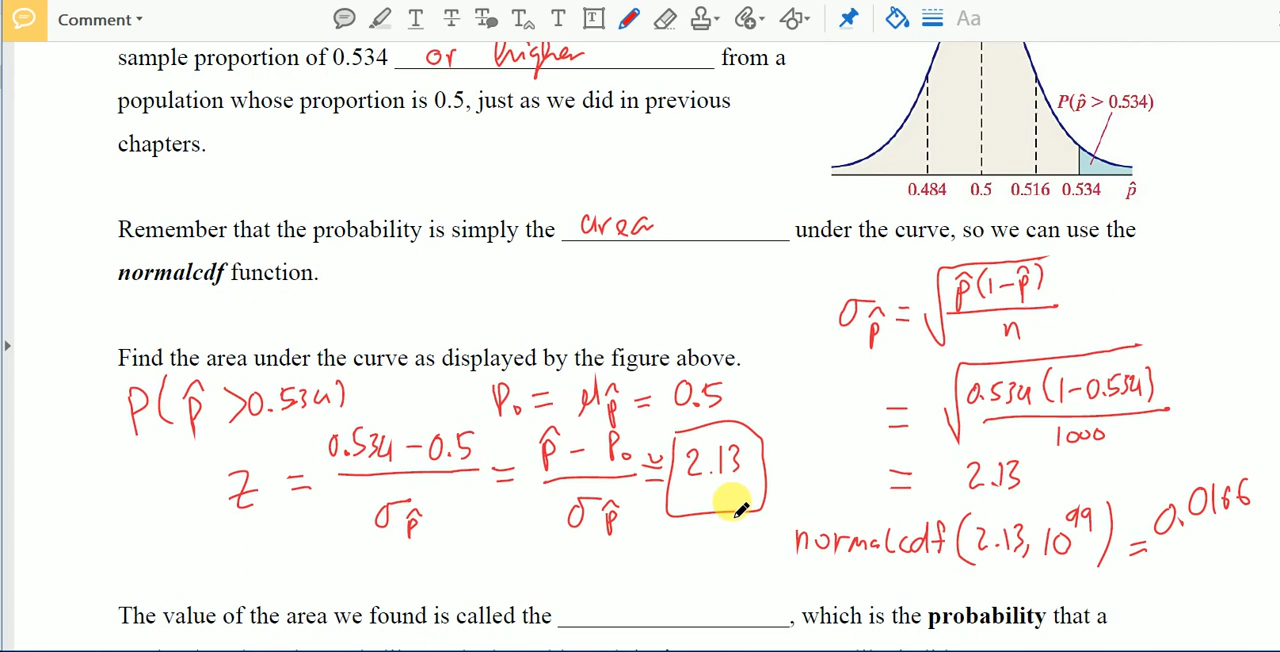 Comment
T T T T T Aa
sample proportion of 0.534 or higher from a
population whose proportion is 0.5, just as we did in previous
chapters.
P(p̂ > 0.534)
0.484 0.5 0.516 0.534 p̂
Remember that the probability is simply the area under the curve, so we can use the
normalcdf function.
σp̂ = √(p̂(1-p̂)/n)
Find the area under the curve as displayed by the figure above.
P(p̂ >0.534) P₀ = μp̂ = 0.5
= √(0.534(1-0.534)/1000)
Z = (0.534 - 0.5)/σp̂ = (p̂ - P₀)/σp̂ ≃ 2.13
= 2.13
normalcdf(2.13, 10^99) = 0.0166
The value of the area we found is called the ____________, which is the probability that a